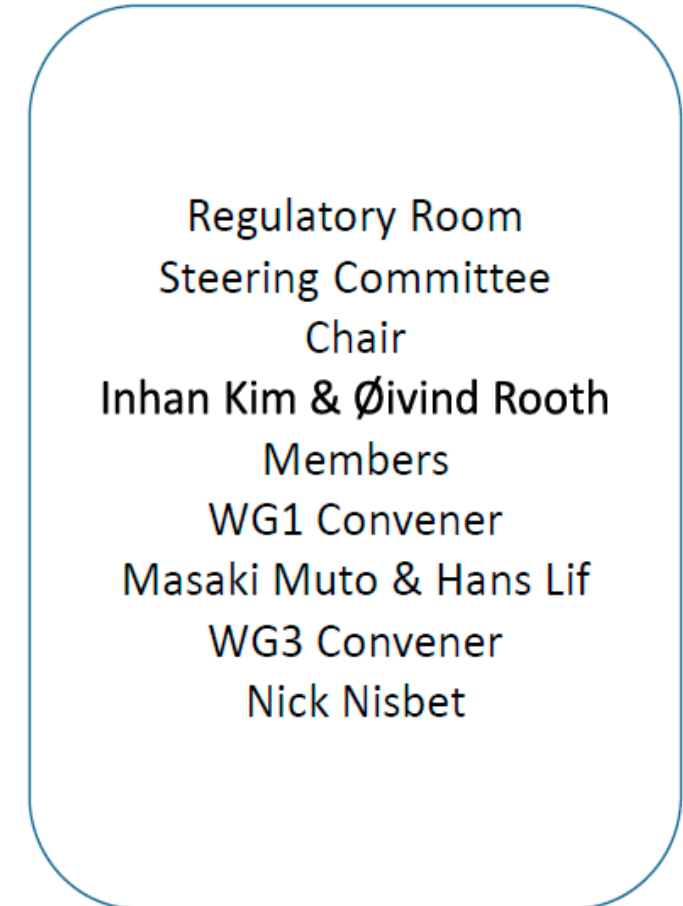 Regulatory Room
Steering Committee
Chair
Inhan Kim & Øivind Rooth
Members
WG1 Convener
Masaki Muto & Hans Lif
WG3 Convener
Nick Nisbet